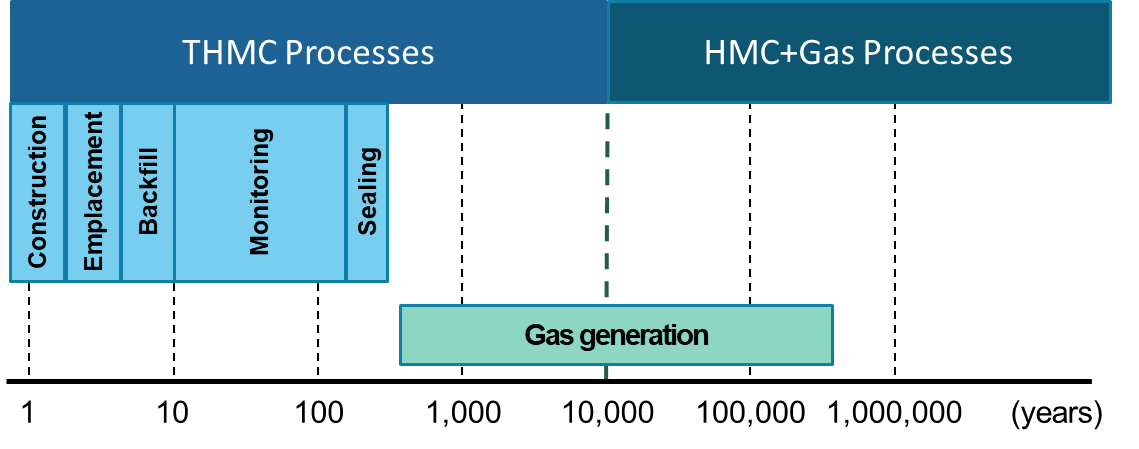 THMC Processes
HMC+Gas Processes
Construction
Emplacement
Backfill
Monitoring
Sealing
Gas generation
1 10 100 1,000 10,000 100,000 1,000,000 (years)